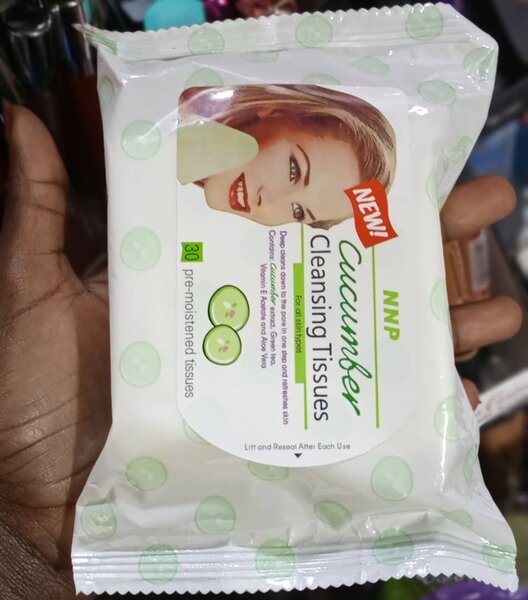 NNP
NEW!
Cucumber
Cleansing Tissues
For all skin types
Deep cleans down to the pore in one step and refreshes skin
Contains: Cucumber extract, Green tea,
Vitamin E Acetate and Aloe Vera
30 pre-moistened tissues
Lift and Reseal After Each Use